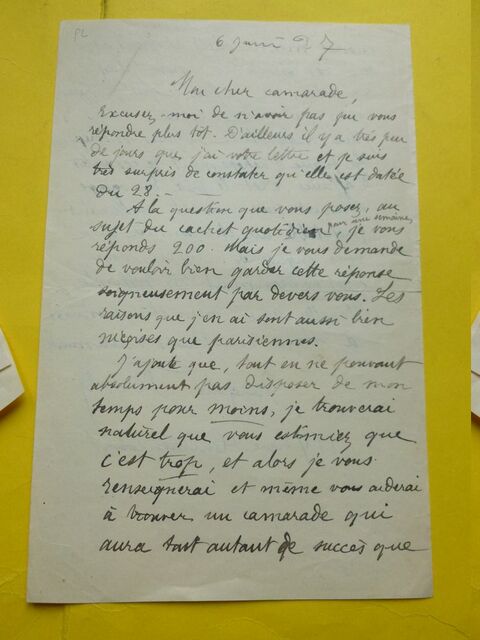 6 Juin 27
Mon cher camarade,
Excusez-moi de n'avoir pas pu vous
répondre plus tôt. D'ailleurs il y a très peu
de jours que j'ai votre lettre et je suis
très surpris de constater qu'elle est datée
du 28. —
A la question que vous posez, au
sujet du cachet quotidien, pour une semaine, je vous
réponds 200. Mais je vous demande
de vouloir bien garder cette réponse
soigneusement par devers vous. Les
raisons que j'en ai sont aussi bien
niçoises que parisiennes.
J'ajoute que, tout en ne pouvant
absolument pas disposer de mon
temps pour moins, je trouverai
naturel que vous estimiez que
c'est trop, et alors je vous
renseignerai et même vous aiderai
à trouver un camarade qui
aura tout autant de succès que